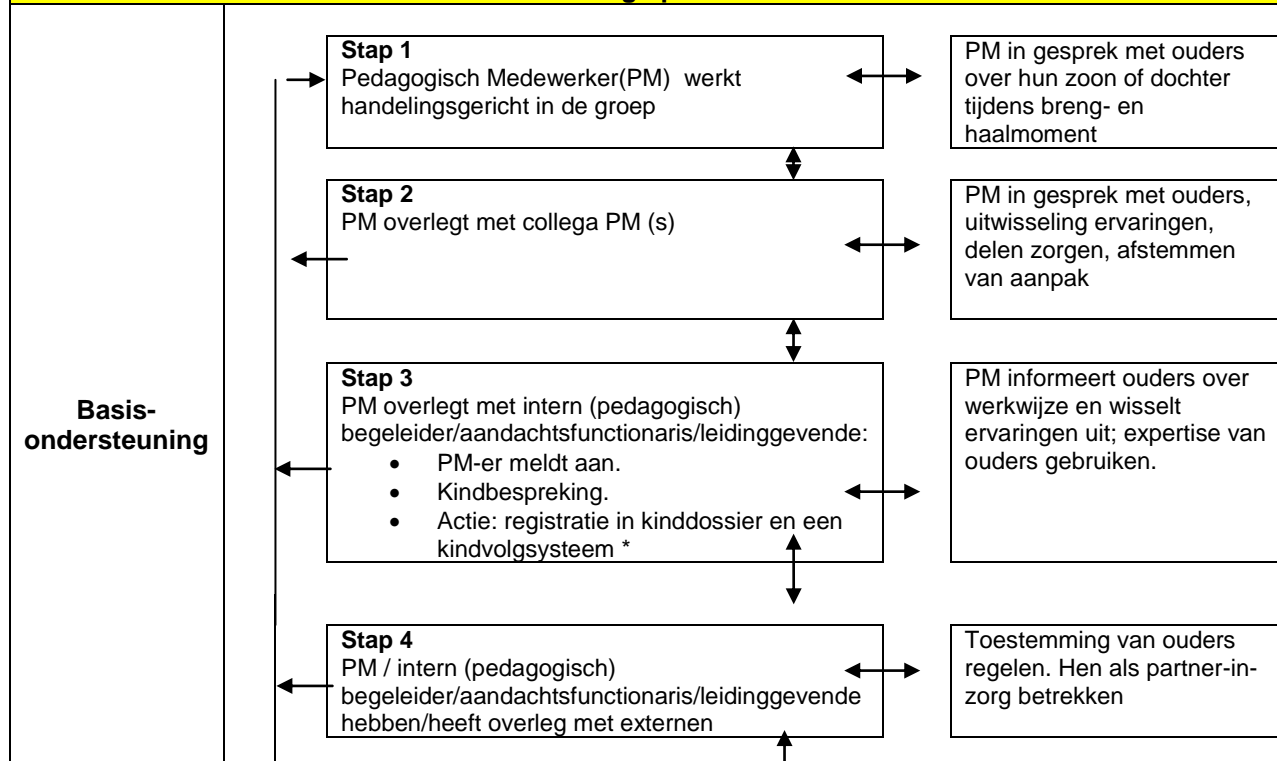 Basis-
ondersteuning
Stap 1
Pedagogisch Medewerker(PM) werkt
handelingsgericht in de groep
PM in gesprek met ouders
over hun zoon of dochter
tijdens breng- en
haalmoment
Stap 2
PM overlegt met collega PM (s)
PM in gesprek met ouders,
uitwisseling ervaringen,
delen zorgen, afstemmen
van aanpak
Stap 3
PM overlegt met intern (pedagogisch)
begeleider/aandachtsfunctionaris/leidinggevende:
• PM-er meldt aan.
• Kindbespreking.
• Actie: registratie in kinddossier en een
kindvolgsysteem *
PM informeert ouders over
werkwijze en wisselt
ervaringen uit; expertise van
ouders gebruiken.
Stap 4
PM / intern (pedagogisch)
begeleider/aandachtsfunctionaris/leidinggevende
hebben/heeft overleg met externen
Toestemming van ouders
regelen. Hen als partner-in-
zorg betrekken